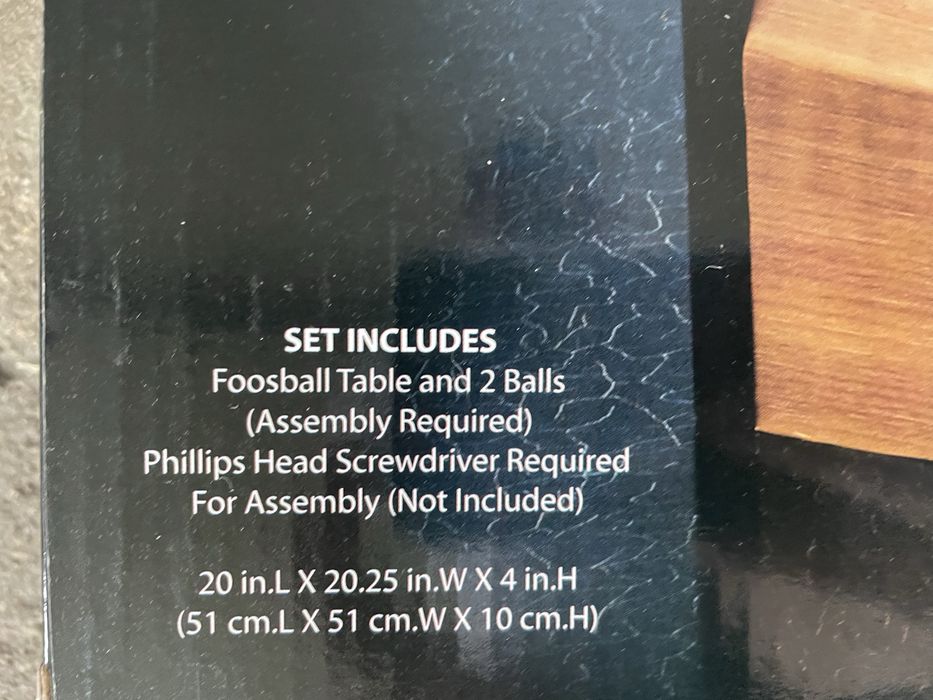 SET INCLUDES
Foosball Table and 2 Balls
(Assembly Required)
Phillips Head Screwdriver Required
For Assembly (Not Included)
20 in.L X 20.25 in.W X 4 in.H
(51 cm.L X 51 cm.W X 10 cm.H)